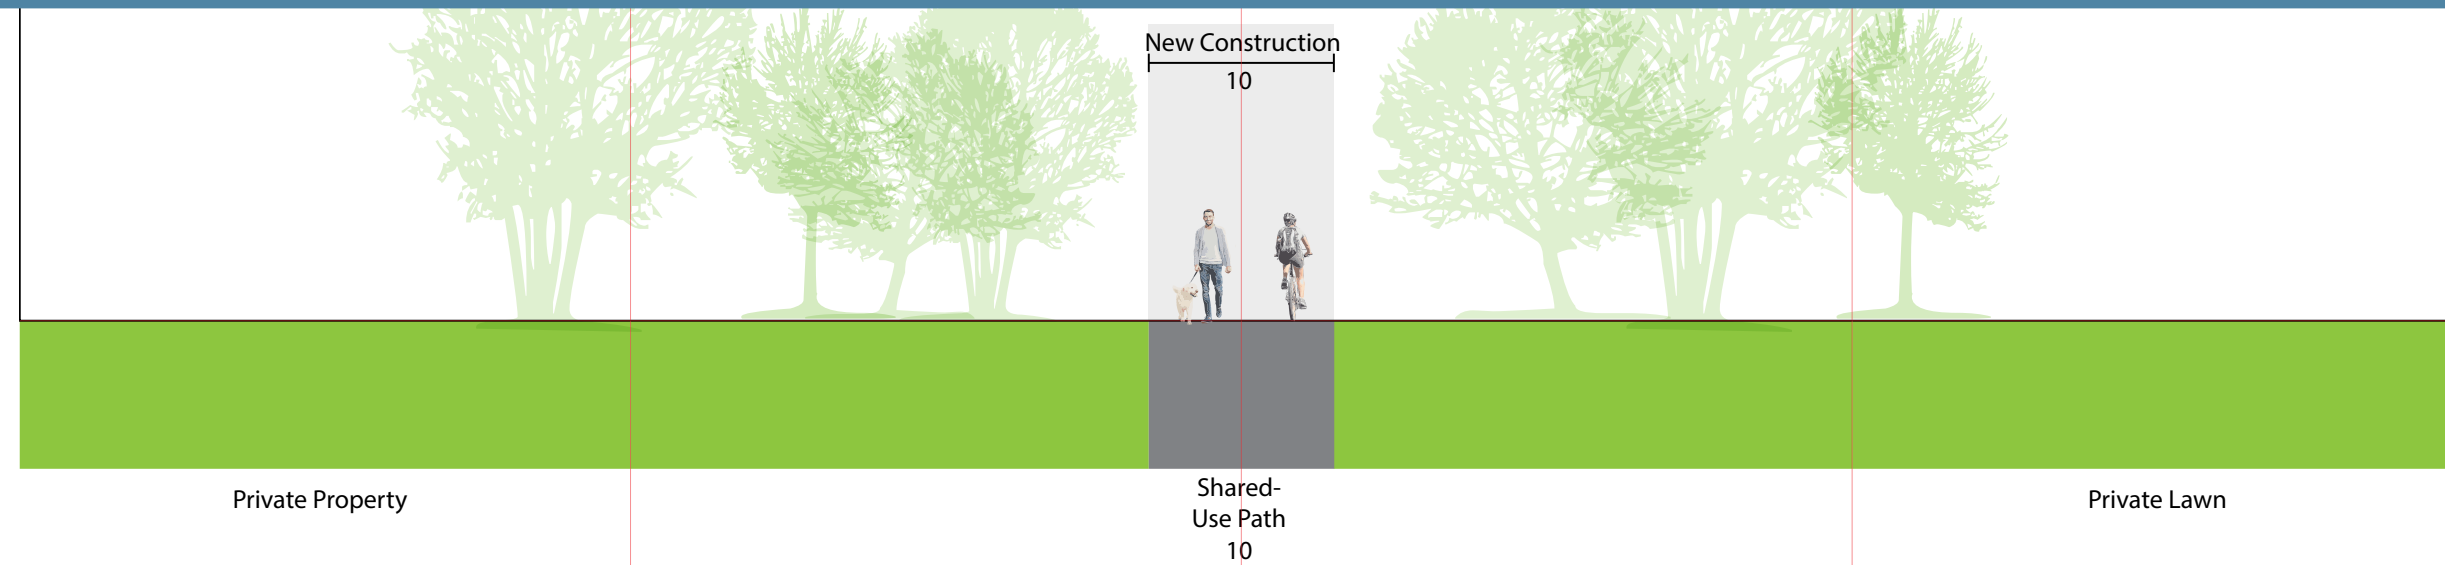 New Construction
10
Private Property
Shared-
Use Path
10
Private Lawn